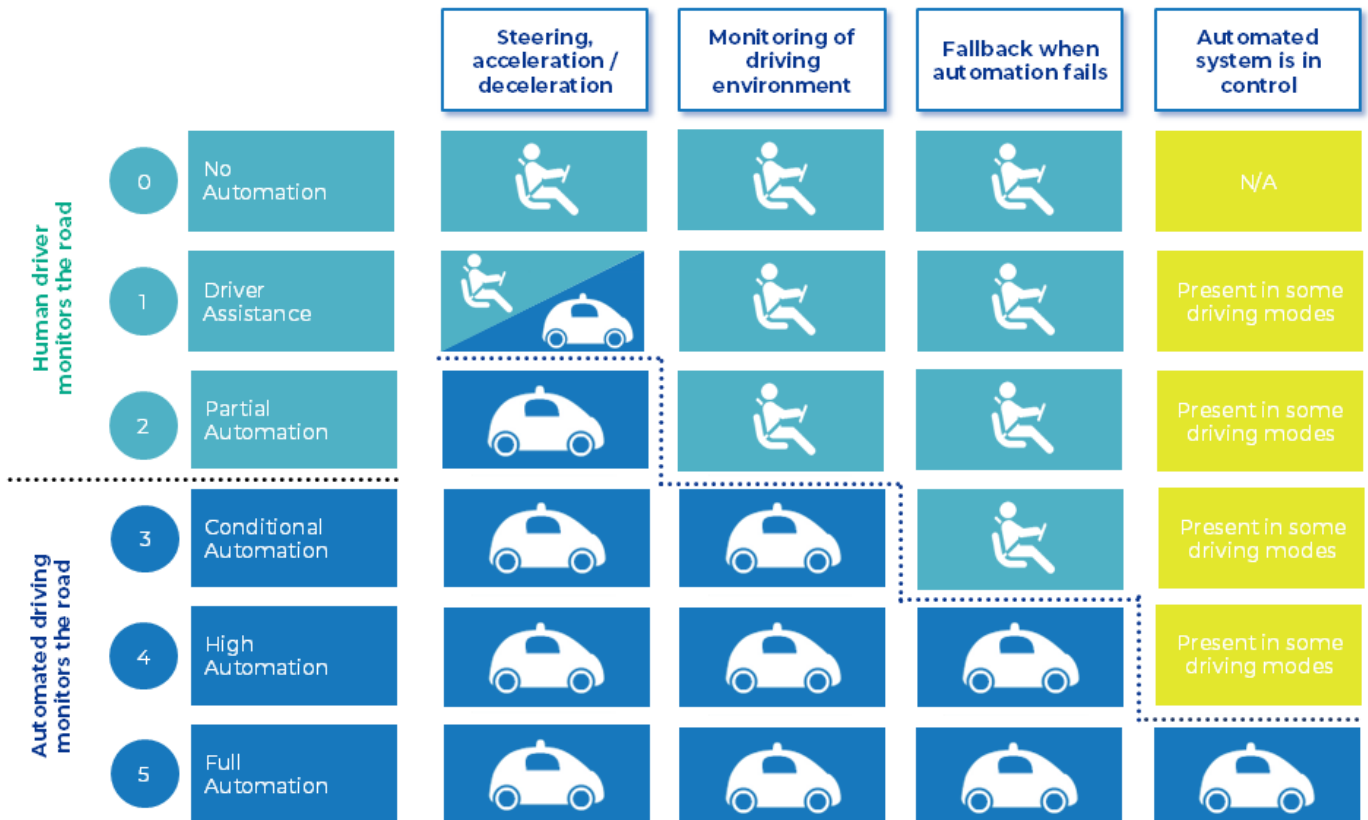 Steering,
acceleration /
deceleration
Monitoring of
driving
environment
Fallback when
automation fails
Automated
system is in
control
Human driver
monitors the road
0
No
Automation
N/A
1
Driver
Assistance
Present in some
driving modes
2
Partial
Automation
Present in some
driving modes
Automated driving
monitors the road
3
Conditional
Automation
Present in some
driving modes
4
High
Automation
Present in some
driving modes
5
Full
Automation